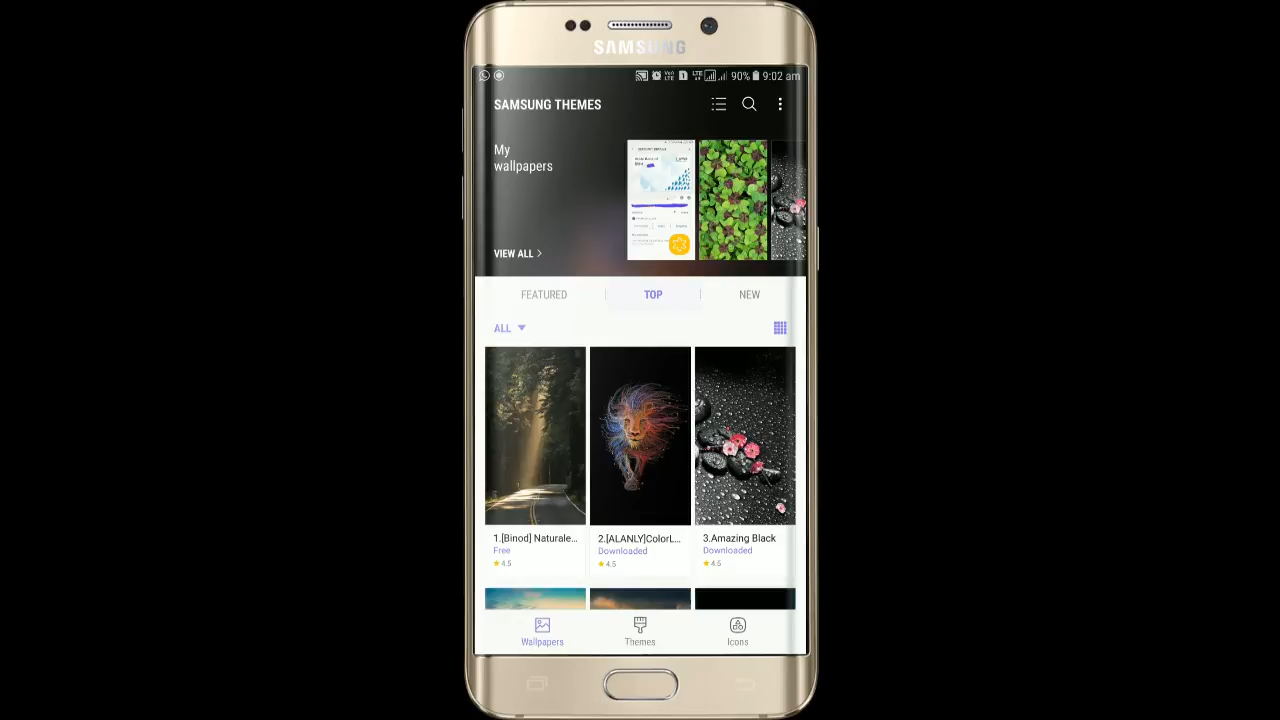 SAMSUNG
90% 9:02 am
SAMSUNG THEMES
My
wallpapers
VIEW ALL >
FEATURED
TOP
NEW
ALL
1.[Binod] Naturale...
Free
4.5
2.[ALANLY]ColorL...
Downloaded
4.5
3.Amazing Black
Downloaded
4.5
Wallpapers
Themes
Icons